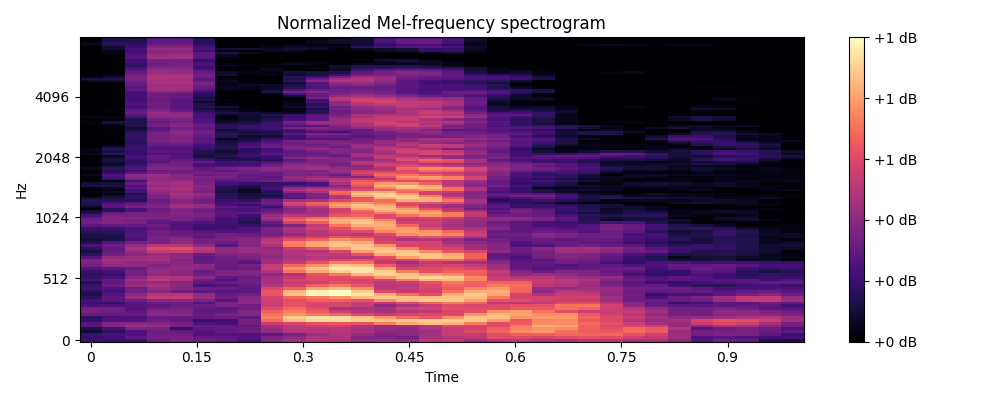 Normalized Mel-frequency spectrogram
Hz
4096
2048
1024
512
0
0 0.15 0.3 0.45 0.6 0.75 0.9
Time
+1 dB
+1 dB
+1 dB
+0 dB
+0 dB
+0 dB